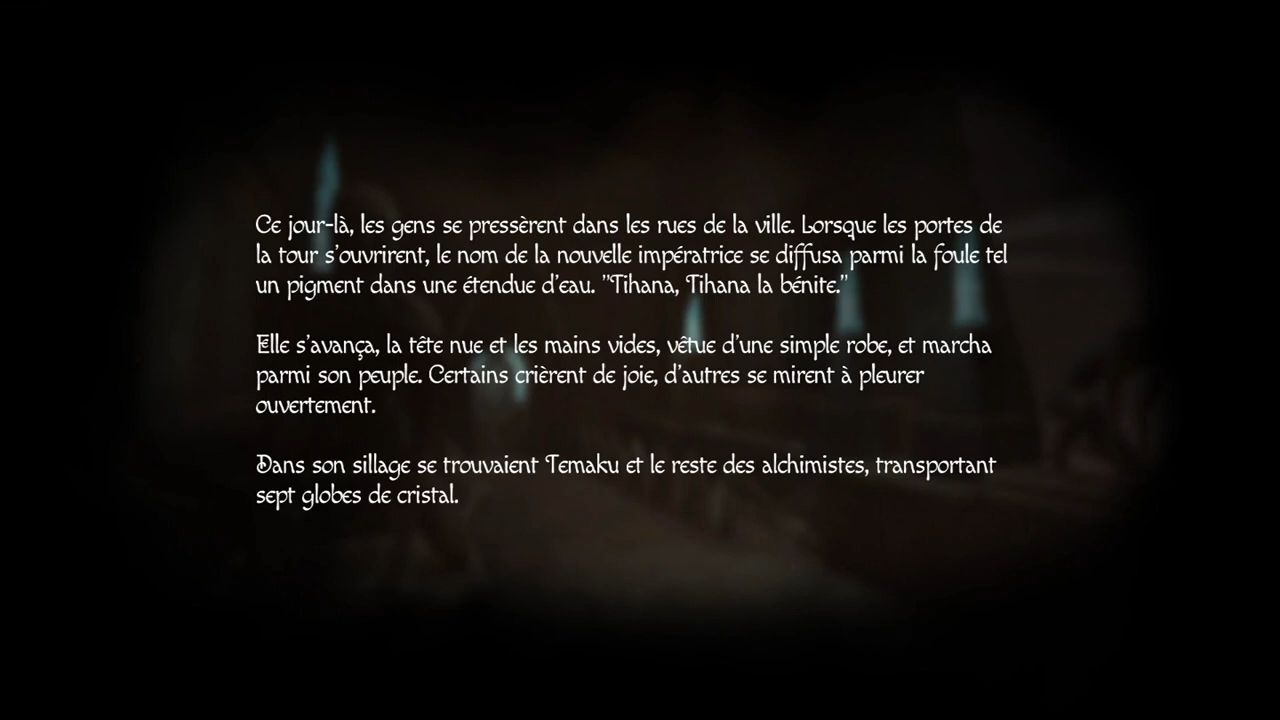 Ce jour-là, les gens se pressèrent dans les rues de la ville. Lorsque les portes de
la tour s'ouvrirent, le nom de la nouvelle impératrice se diffusa parmi la foule tel
un pigment dans une étendue d'eau. "Tihana, Tihana la bénite."
Elle s'avança, la tête nue et les mains vides, vêtue d'une simple robe, et marcha
parmi son peuple. Certains crièrent de joie, d'autres se mirent à pleurer
ouvertement.
Dans son sillage se trouvaient Temaku et le reste des alchimistes, transportant
sept globes de cristal.